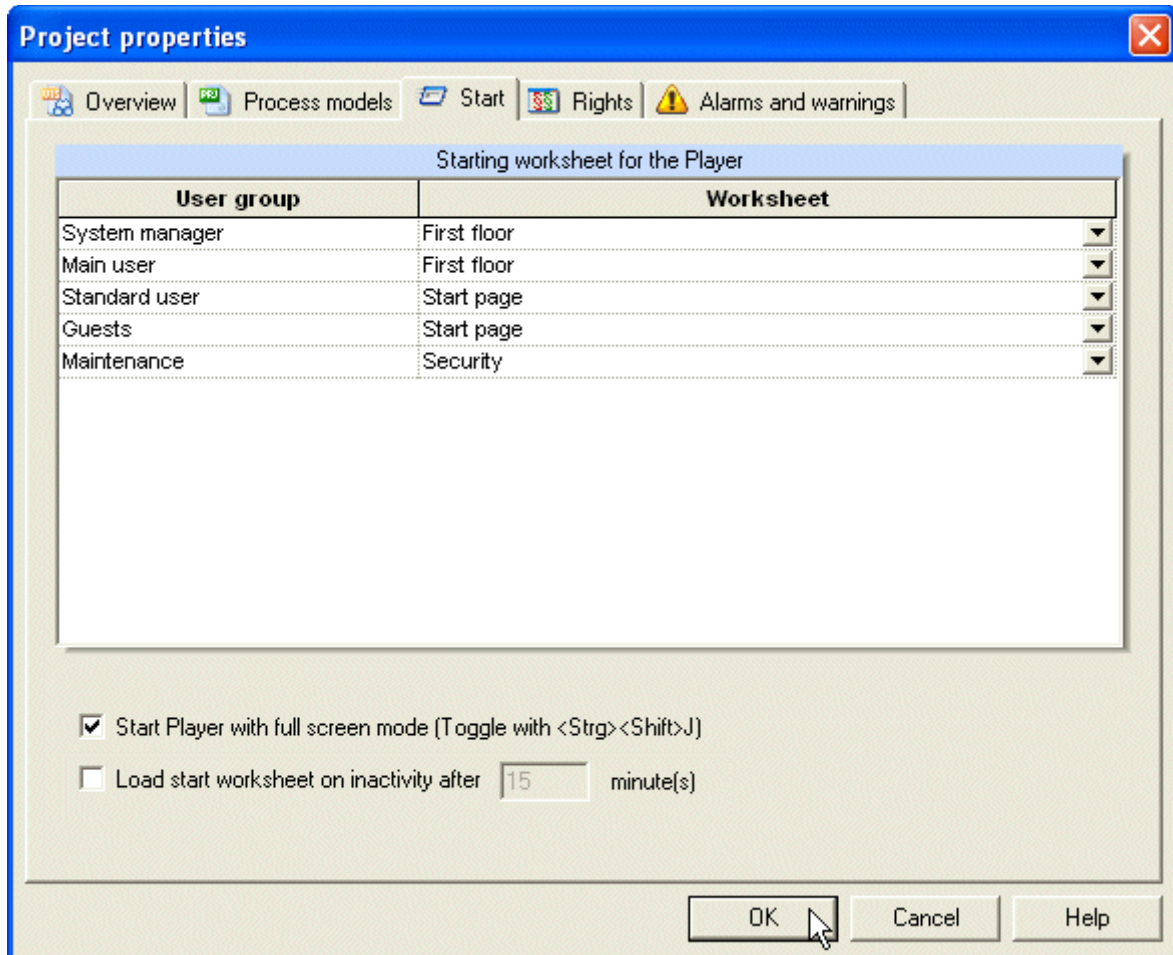 Project properties
Overview Process models Start Rights Alarms and warnings
Starting worksheet for the Player
User group Worksheet
System manager First floor
Main user First floor
Standard user Start page
Guests Start page
Maintenance Security
Start Player with full screen mode (Toggle with <Strg><Shift>J)
Load start worksheet on inactivity after 15 minute(s)
OK Cancel Help